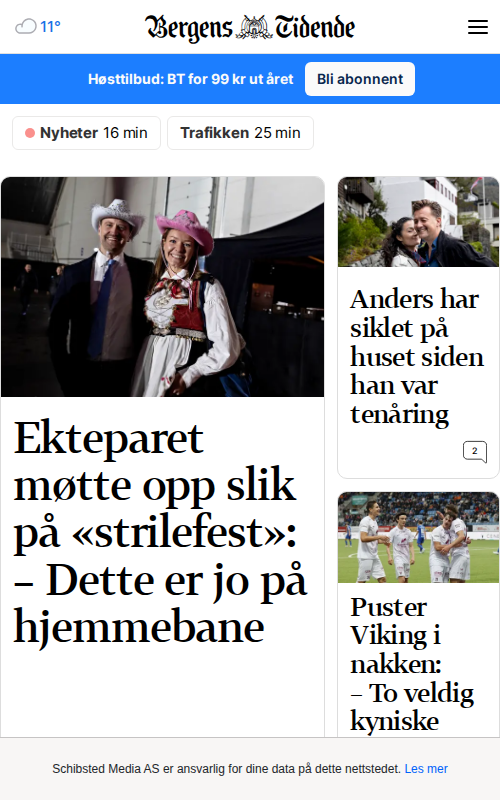 11°
Bergens Tidende
Høsttilbud: BT for 99 kr ut året
Bli abonnent
Nyheter 16 min
Trafikken 25 min
Ekteparet
møtte opp slik
på «strilefest»:
– Dette er jo på
hjemmebane
Anders har
siklet på
huset siden
han var
tenåring
2
Puster
Viking i
nakken:
– To veldig
kyniske
Schibsted Media AS er ansvarlig for dine data på dette nettstedet. Les mer